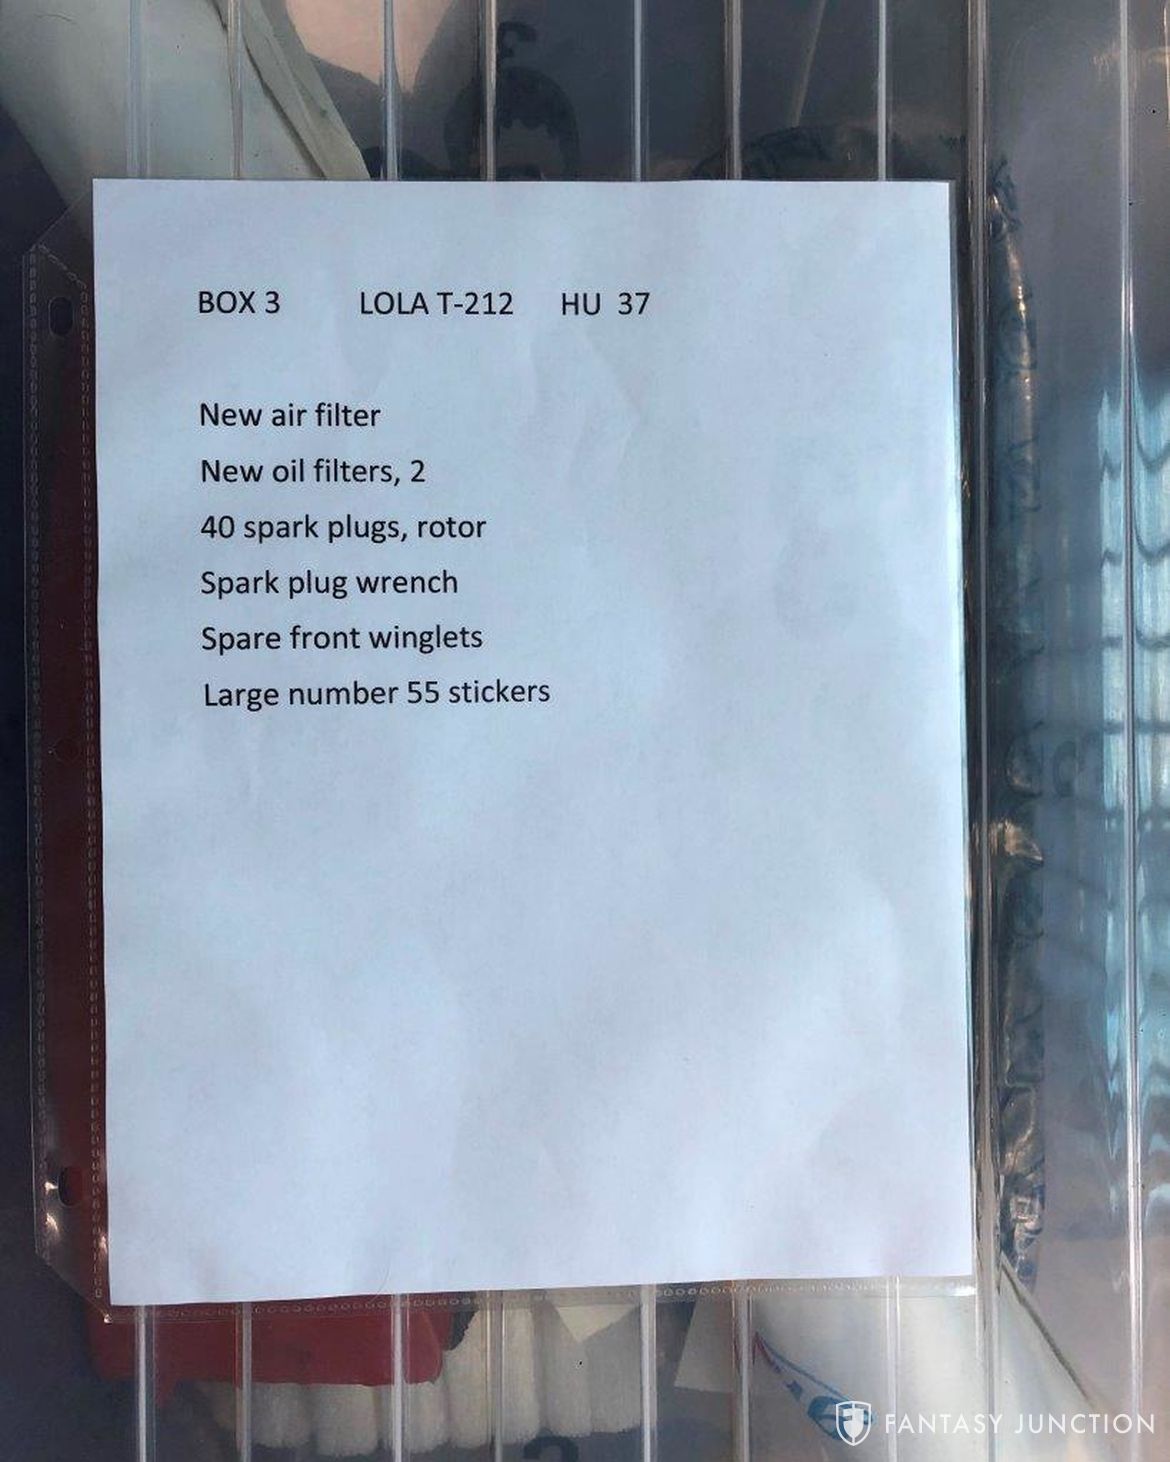 BOX 3 LOLA T-212 HU 37
New air filter
New oil filters, 2
40 spark plugs, rotor
Spark plug wrench
Spare front winglets
Large number 55 stickers
FANTASY JUNCTION